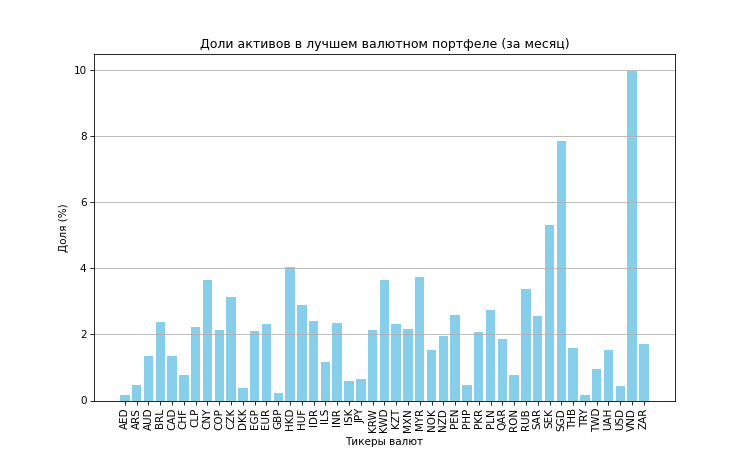 Доли активов в лучшем валютном портфеле (за месяц)
10
8
6
4
2
0
Доля (%)
AED
ARS
AUD
BRL
CAD
CHF
CLP
CNY
COP
CZK
DKK
EGP
EUR
GBP
HKD
HUF
IDR
ILS
INR
ISK
JPY
KRW
KWD
KZT
MXN
MYR
NOK
NZD
PEN
PHP
PKR
PLN
QAR
RON
RUB
SAR
SEK
SGD
THB
TRY
TWD
UAH
USD
VND
ZAR
Тикеры валют